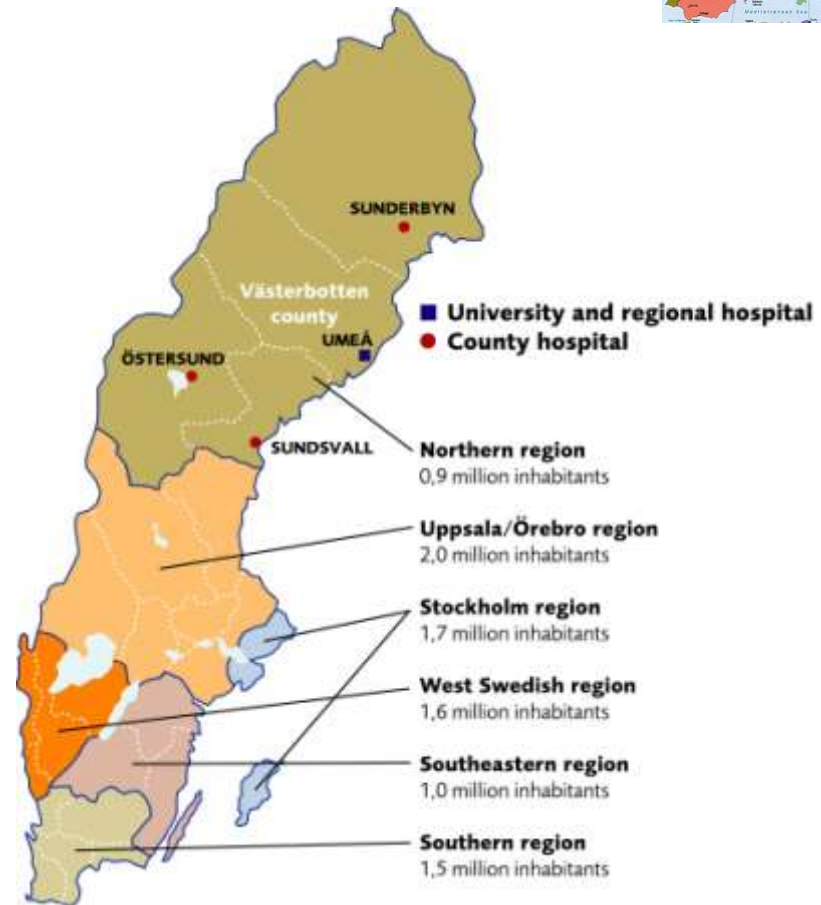 Mediterranean Sea
SUNDERBYN
Västerbotten
county
UMEÅ
ÖSTERSUND
SUNDSVALL
University and regional hospital
County hospital
Northern region
0,9 million inhabitants
Uppsala/Örebro region
2,0 million inhabitants
Stockholm region
1,7 million inhabitants
West Swedish region
1,6 million inhabitants
Southeastern region
1,0 million inhabitants
Southern region
1,5 million inhabitants